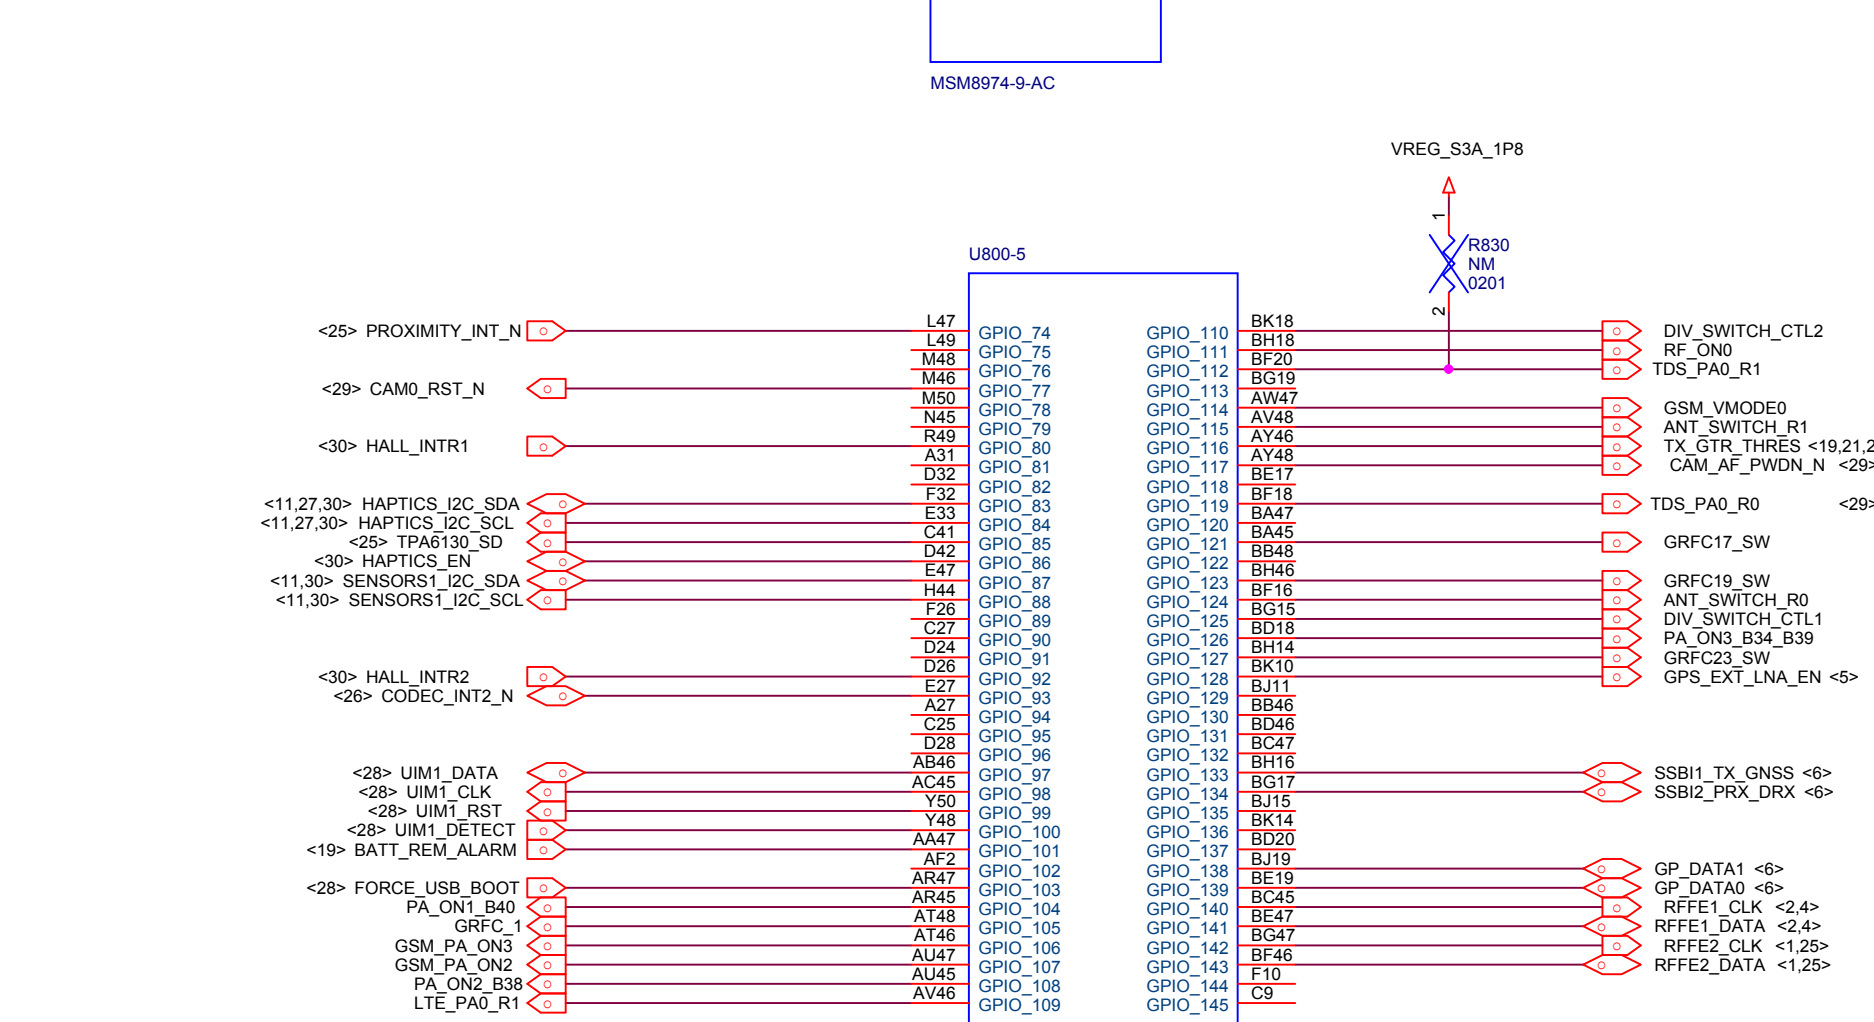 MSM8974-9-AC
VREG_S3A_1P8
1
R830
NM
0201
2
U800-5
<25> PROXIMITY_INT_N L47 GPIO_74 GPIO_110 BK18 DIV_SWITCH_CTL2
L49 GPIO_75 GPIO_111 BH18 RF_ON0
M48 GPIO_76 GPIO_112 BF20 TDS_PA0_R1
<29> CAM0_RST_N M46 GPIO_77 GPIO_113 BG19
M50 GPIO_78 GPIO_114 AW47 GSM_VMODE0
N45 GPIO_79 GPIO_115 AV48 ANT_SWITCH_R1
<30> HALL_INTR1 R49 GPIO_80 GPIO_116 AY46 TX_GTR_THRES <19,21,2
A31 GPIO_81 GPIO_117 AY48 CAM_AF_PWDN_N <29>
D32 GPIO_82 GPIO_118 BE17
<11,27,30> HAPTICS_I2C_SDA F32 GPIO_83 GPIO_119 BF18 TDS_PA0_R0 <29>
<11,27,30> HAPTICS_I2C_SCL E33 GPIO_84 GPIO_120 BA47
<25> TPA6130_SD C41 GPIO_85 GPIO_121 BA45 GRFC17_SW
<30> HAPTICS_EN D42 GPIO_86 GPIO_122 BB48
<11,30> SENSORS1_I2C_SDA E47 GPIO_87 GPIO_123 BH46 GRFC19_SW
<11,30> SENSORS1_I2C_SCL H44 GPIO_88 GPIO_124 BF16 ANT_SWITCH_R0
F26 GPIO_89 GPIO_125 BG15 DIV_SWITCH_CTL1
C27 GPIO_90 GPIO_126 BD18 PA_ON3_B34_B39
D24 GPIO_91 GPIO_127 BH14 GRFC23_SW
<30> HALL_INTR2 D26 GPIO_92 GPIO_128 BK10 GPS_EXT_LNA_EN <5>
<26> CODEC_INT2_N E27 GPIO_93 GPIO_129 BJ11
A27 GPIO_94 GPIO_130 BB46
C25 GPIO_95 GPIO_131 BD46
D28 GPIO_96 GPIO_132 BC47
<28> UIM1_DATA AB46 GPIO_97 GPIO_133 BH16 SSBI1_TX_GNSS <6>
<28> UIM1_CLK AC45 GPIO_98 GPIO_134 BG17 SSBI2_PRX_DRX <6>
<28> UIM1_RST Y50 GPIO_99 GPIO_135 BJ15
<28> UIM1_DETECT Y48 GPIO_100 GPIO_136 BK14
<19> BATT_REM_ALARM AA47 GPIO_101 GPIO_137 BD20
AF2 GPIO_102 GPIO_138 BJ19 GP_DATA1 <6>
<28> FORCE_USB_BOOT AR47 GPIO_103 GPIO_139 BE19 GP_DATA0 <6>
PA_ON1_B40 AR45 GPIO_104 GPIO_140 BC45 RFFE1_CLK <2,4>
GRFC_1 AT48 GPIO_105 GPIO_141 BE47 RFFE1_DATA <2,4>
GSM_PA_ON3 AT46 GPIO_106 GPIO_142 BG47 RFFE2_CLK <1,25>
GSM_PA_ON2 AU47 GPIO_107 GPIO_143 BF46 RFFE2_DATA <1,25>
PA_ON2_B38 AU45 GPIO_108 GPIO_144 F10
LTE_PA0_R1 AV46 GPIO_109 GPIO_145 C9